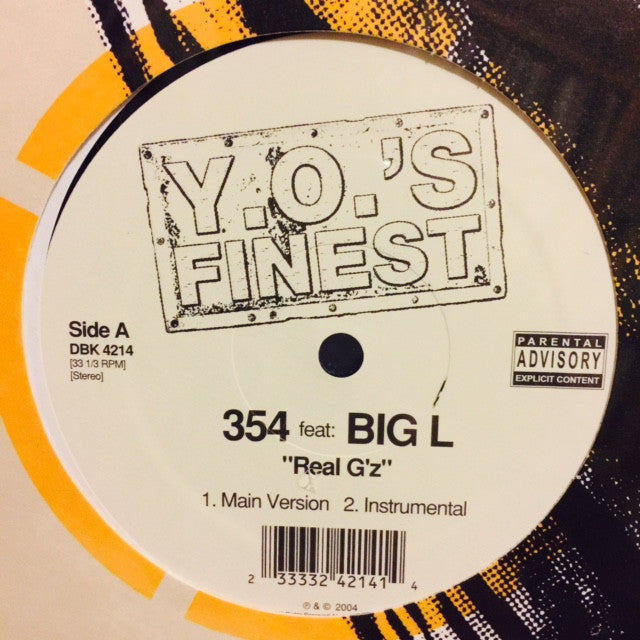 Y.O.'S
FINEST
Side A
DBK 4214
[33 1/3 RPM]
[Stereo]
PARENTAL
ADVISORY
EXPLICIT CONTENT
354 feat: BIG L
"Real G'z"
1. Main Version 2. Instrumental
2 33332 42141 4
℗ & © 2004